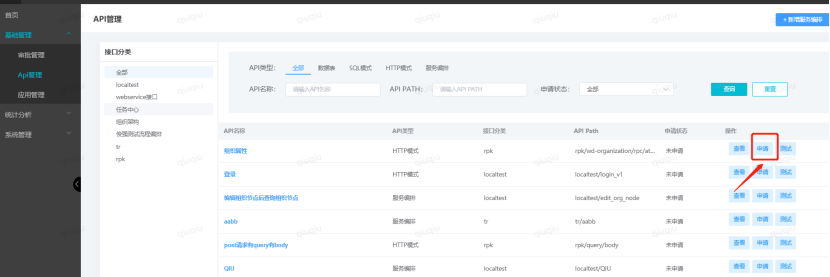 首页
基础管理
审批管理
Api管理
应用管理
统计分析
系统管理
API管理
+ 新增服务编排
接口分类
全部
localtest
webservice接口
任务中心
组织架构
俊强测试流程编排
tr
rpk
API类型: 全部 数据表 SQL模式 HTTP模式 服务编排
API名称: 请输入API名称 API PATH: 请输入API PATH 申请状态: 全部 查询 重置
API名称 API类型 接口分类 API Path 申请状态 操作
组织属性 HTTP模式 rpk rpk/wd-organization/rpc/at... 未申请 查看 申请 测试
登录 HTTP模式 localtest localtest/login_v1 未申请 查看 申请 测试
编辑组织节点后查询组织节点 服务编排 localtest localtest/edit_org_node 未申请 查看 申请 测试
aabb 服务编排 tr tr/aabb 未申请 查看 申请 测试
post请求有query有body HTTP模式 rpk rpk/query/body 未申请 查看 申请 测试
QIU 服务编排 localtest localtest/QIU 未申请 查看 申请 测试